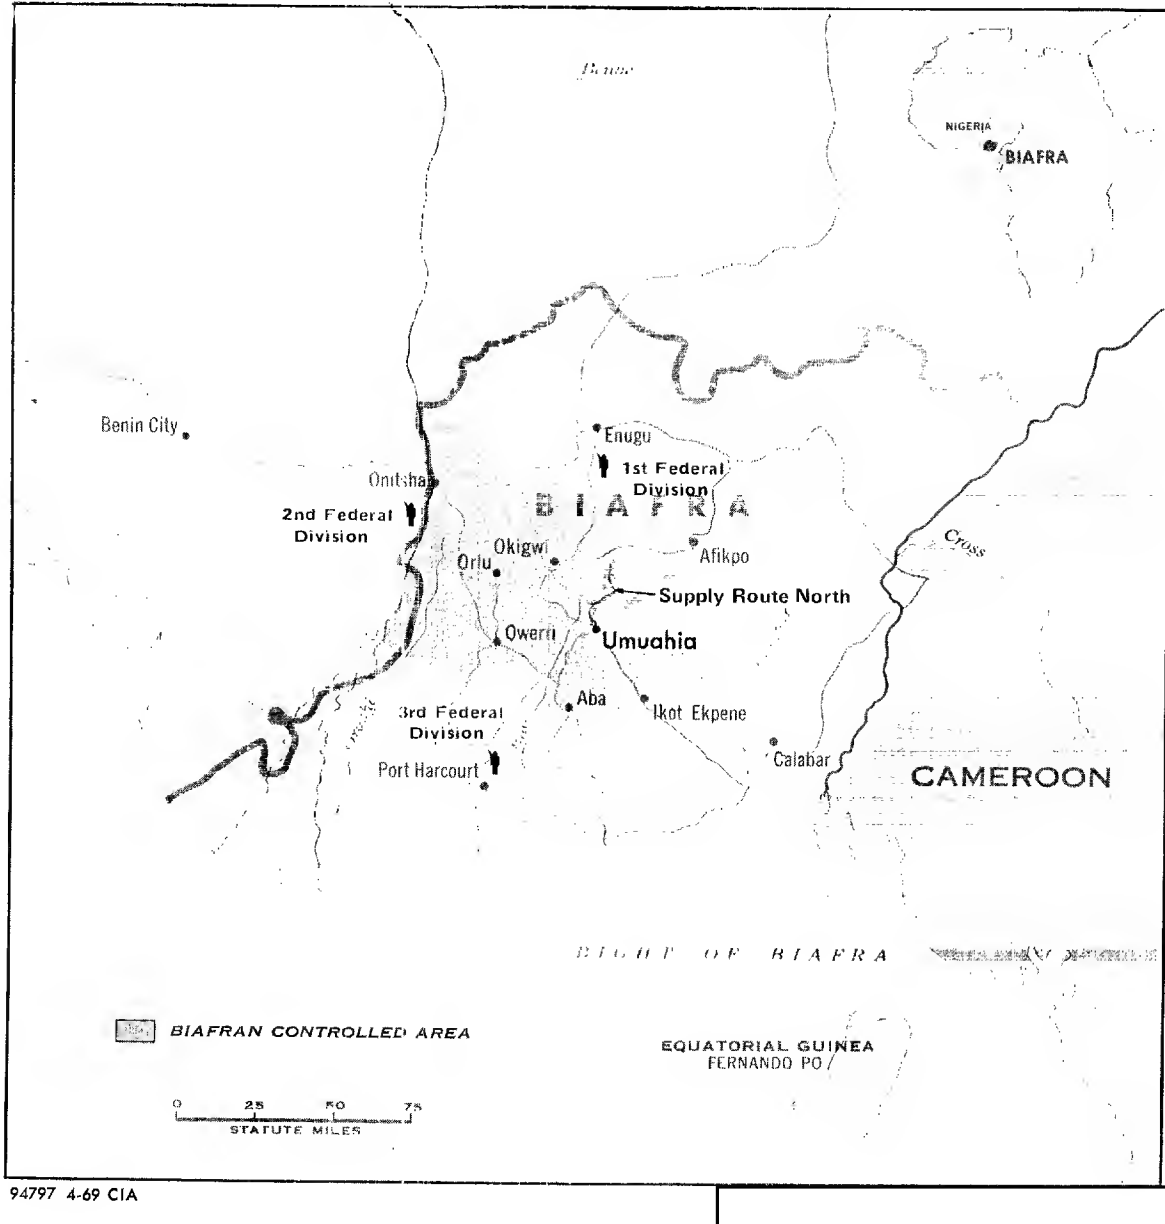 Benue
NIGERIA
BIAFRA
Benin City
Enugu
1st Federal
Division
Onitsha
BIAFRA
2nd Federal
Division
Cross
Okigwi
Afikpo
Orlu
Supply Route North
Owerri
Umuahia
Aba
Ikot Ekpene
3rd Federal
Division
Port Harcourt
Calabar
CAMEROON
BIGHT OF BIAFRA
BIAFRAN CONTROLLED AREA
EQUATORIAL GUINEA
FERNANDO PO
0 25 50 75
STATUTE MILES
94797 4-69 CIA